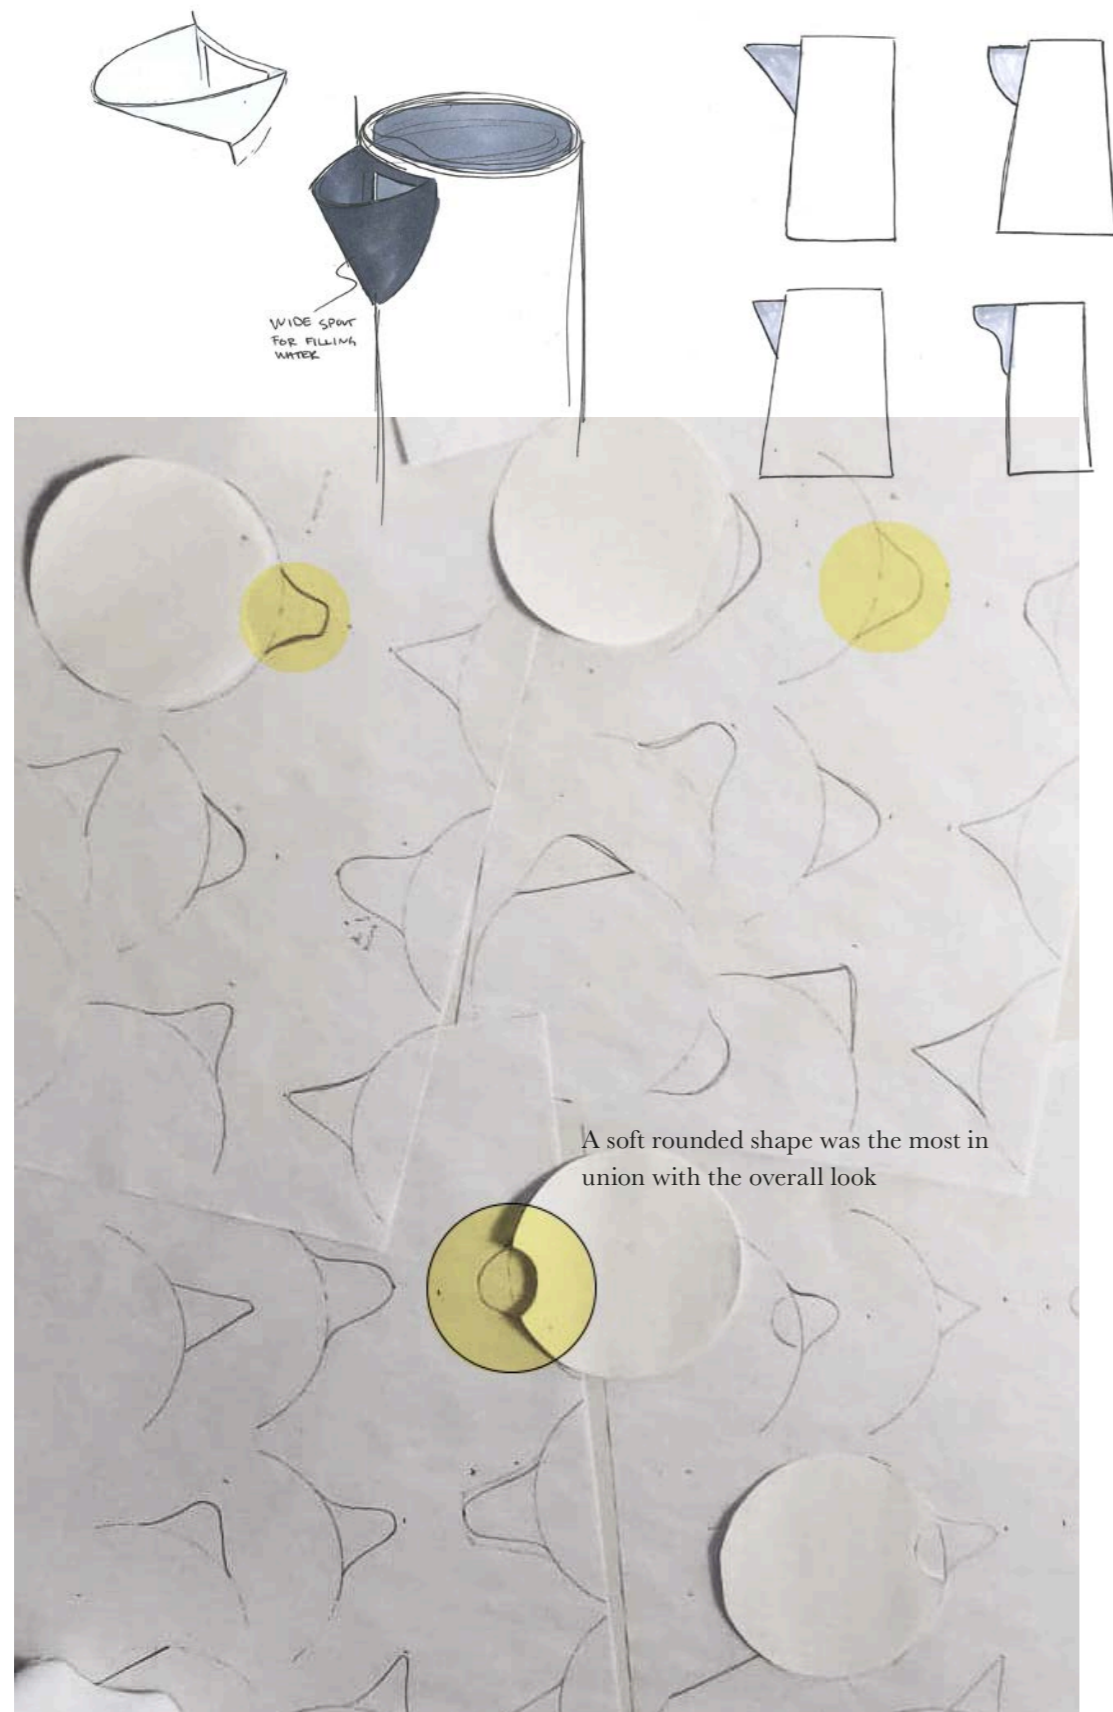 WIDE SPOUT
FOR FILLING
WATER
A soft rounded shape was the most in
union with the overall look